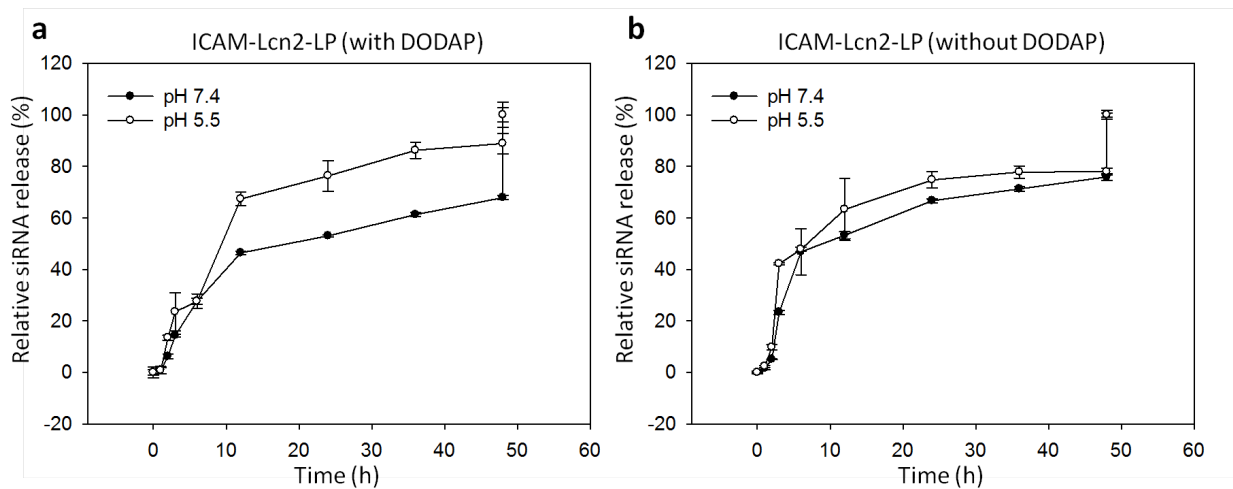 a
ICAM-Lcn2-LP (with DODAP)
120
100
80
60
40
20
0
-20
Relative siRNA release (%)
pH 7.4
pH 5.5
0
10
20
30
40
50
60
Time (h)
b
ICAM-Lcn2-LP (without DODAP)
120
100
80
60
40
20
0
-20
Relative siRNA release (%)
pH 7.4
pH 5.5
0
10
20
30
40
50
60
Time (h)